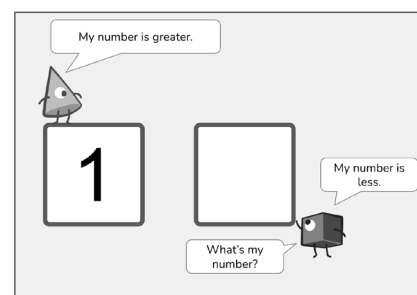 My number is greater.
1
My number is
less.
What's my
number?